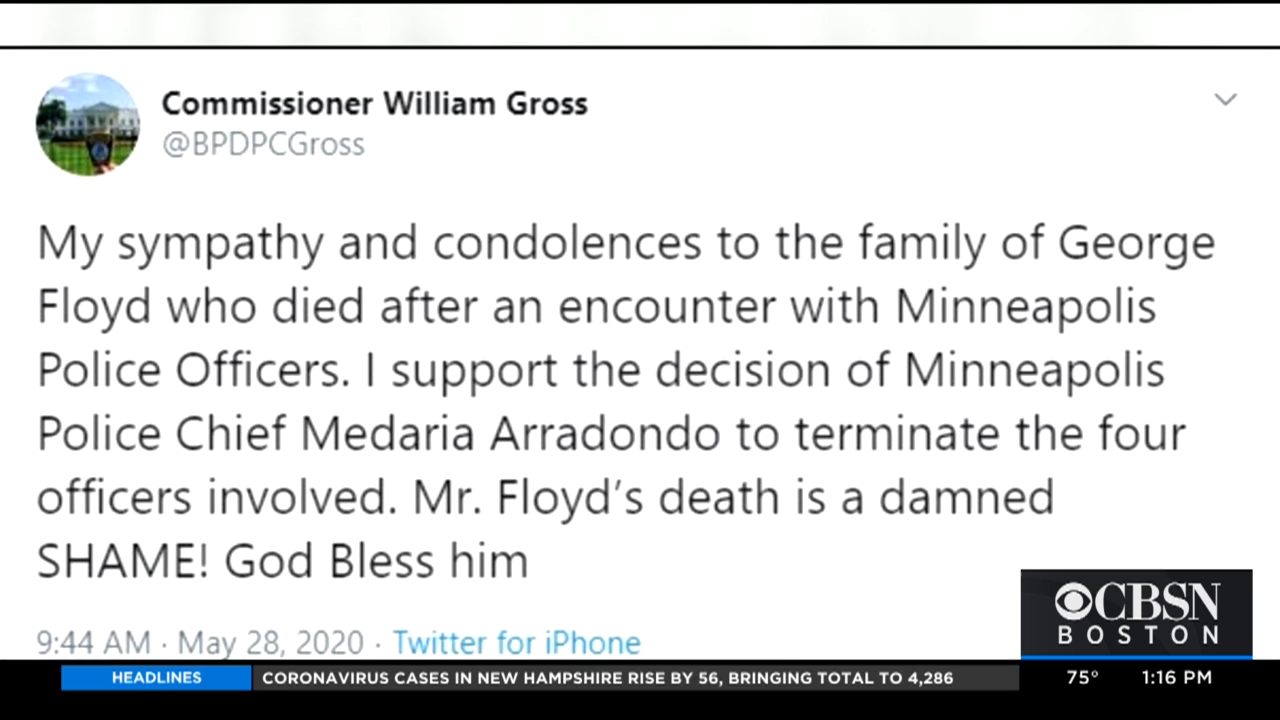 Commissioner William Gross
@BPDPCGross
My sympathy and condolences to the family of George
Floyd who died after an encounter with Minneapolis
Police Officers. I support the decision of Minneapolis
Police Chief Medaria Arradondo to terminate the four
officers involved. Mr. Floyd’s death is a damned
SHAME! God Bless him
9:44 AM · May 28, 2020 · Twitter for iPhone
CBSN
BOSTON
HEADLINES CORONAVIRUS CASES IN NEW HAMPSHIRE RISE BY 56, BRINGING TOTAL TO 4,286 75° 1:16 PM